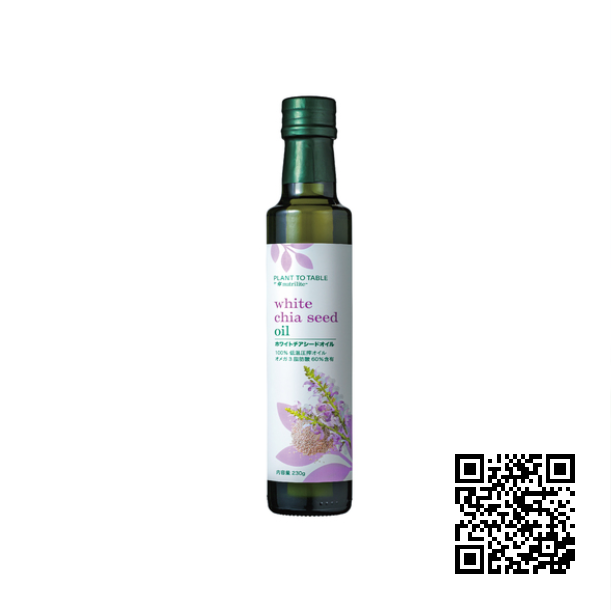 PLANT TO TABLE
white
chia seed
oil
ホワイトチアシードオイル
100% 低温圧搾オイル
オメガ3脂肪酸 60%含有
内容量 230g